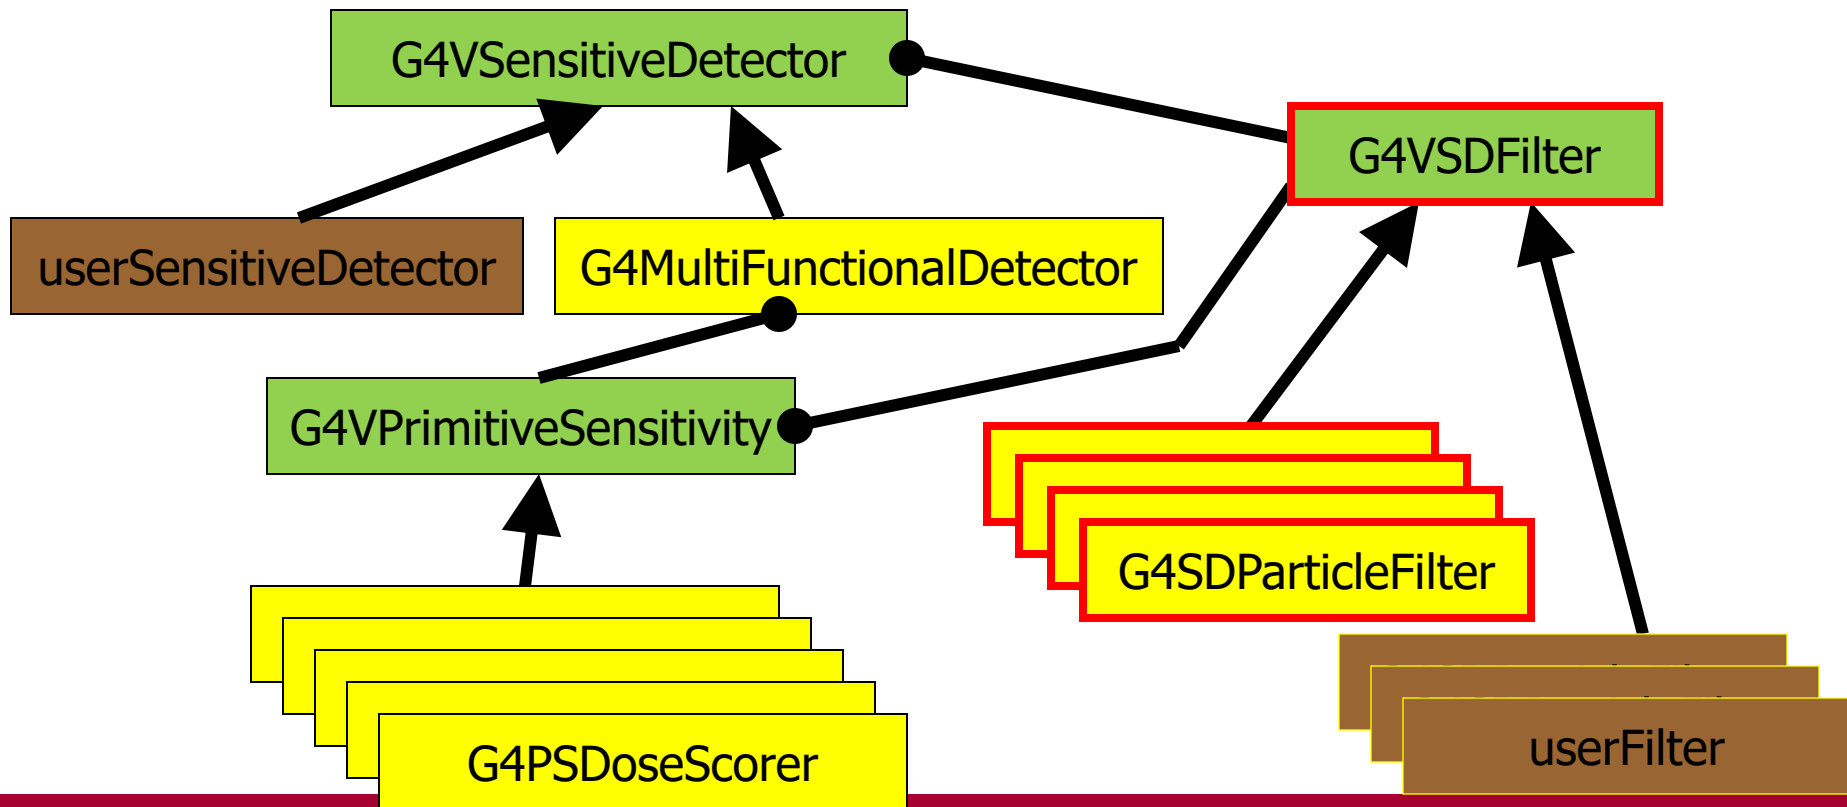 G4VSensitiveDetector
G4VSDFilter
userSensitiveDetector
G4MultiFunctionalDetector
G4VPrimitiveSensitivity
G4SDParticleFilter
userFilter
G4PSDoseScorer